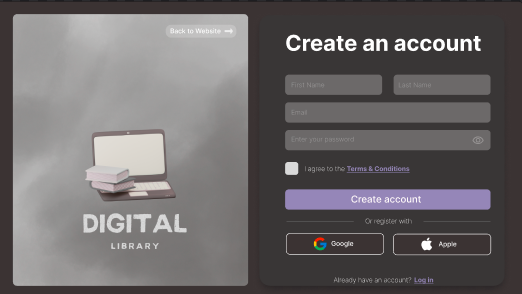 Back to Website
DIGITAL
LIBRARY
Create an account
First Name
Last Name
Email
Enter your password
I agree to the Terms & Conditions
Create account
Or register with
Google
Apple
Already have an account? Log in